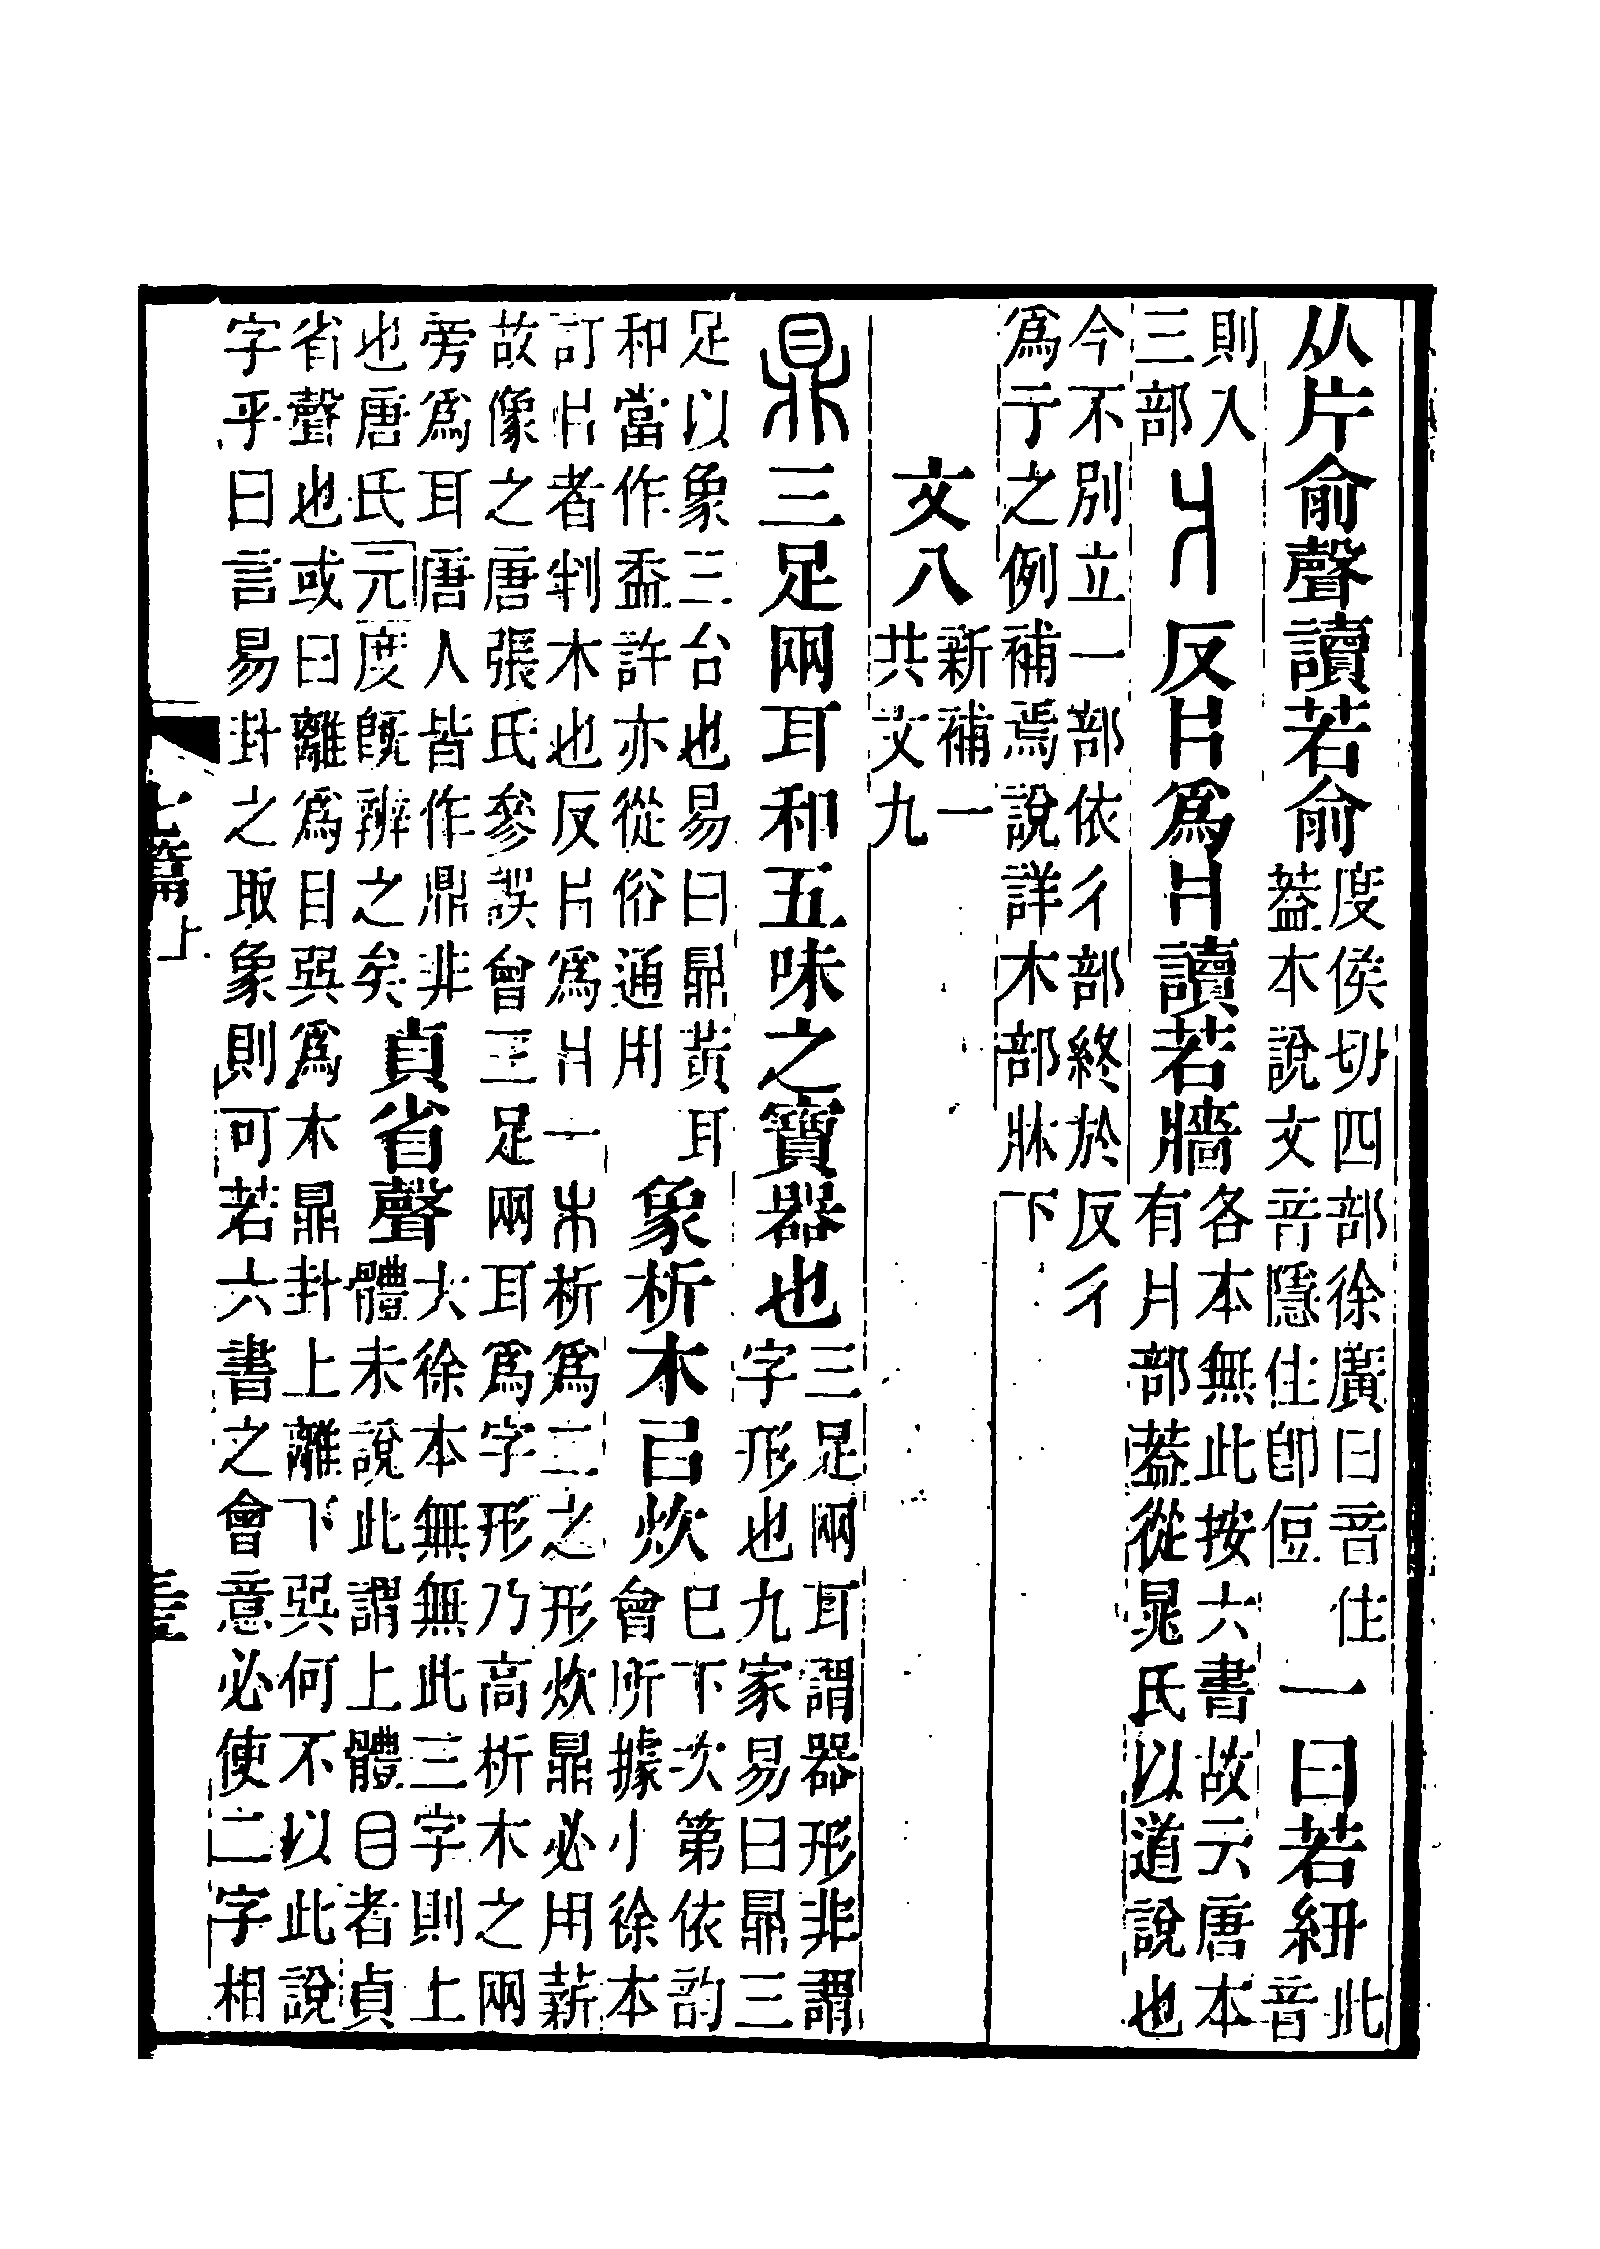 从片俞聲讀若俞度侯切四部徐廣曰音住葢本說文音隱住卽侸一曰若紐此音
則入三部爿反片爲爿讀若牆各本無此按六書故云唐本有爿部葢從晁氏以道說也
今不別立一部依彳部終於反彳爲亍之例補焉說詳木部牀下
文八新補一共文九
鼎三足兩耳和五味之寶器也三足兩耳謂器形非謂字形也九家易曰鼎三
足以象三台也易曰鼎黃耳和當作盉許亦從俗通用象析木㠯炊巳下次第依韵會所據小徐本
訂片者判木也反片爲爿一木析爲二之形炊鼎必用薪故像之唐張氏參誤會三足兩耳爲字形乃高析木之兩
旁爲耳唐人皆作鼎非也唐氏元度旣辨之矣貞省聲大徐本無無此三字則上體未說此謂上體目者貞
省聲也或曰離爲目巽爲木鼎卦上離下巽何不以此說字乎曰言易卦之取象則可若六書之會意必使二字相
七篇上